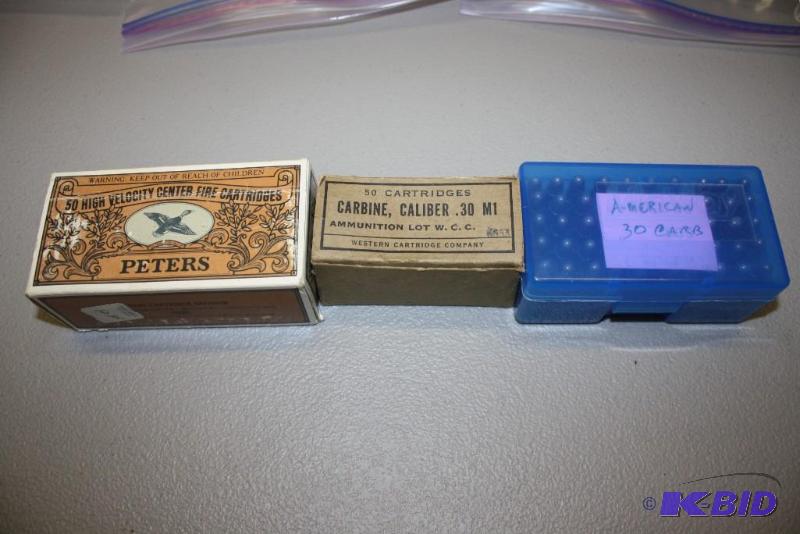 WARNING: KEEP OUT OF REACH OF CHILDREN
50 HIGH VELOCITY CENTER FIRE CARTRIDGES
PETERS
50 CARTRIDGES
CARBINE, CALIBER .30 M1
AMMUNITION LOT W. C. C.
WESTERN CARTRIDGE COMPANY
AMERICAN
30 CARB
© K-BID